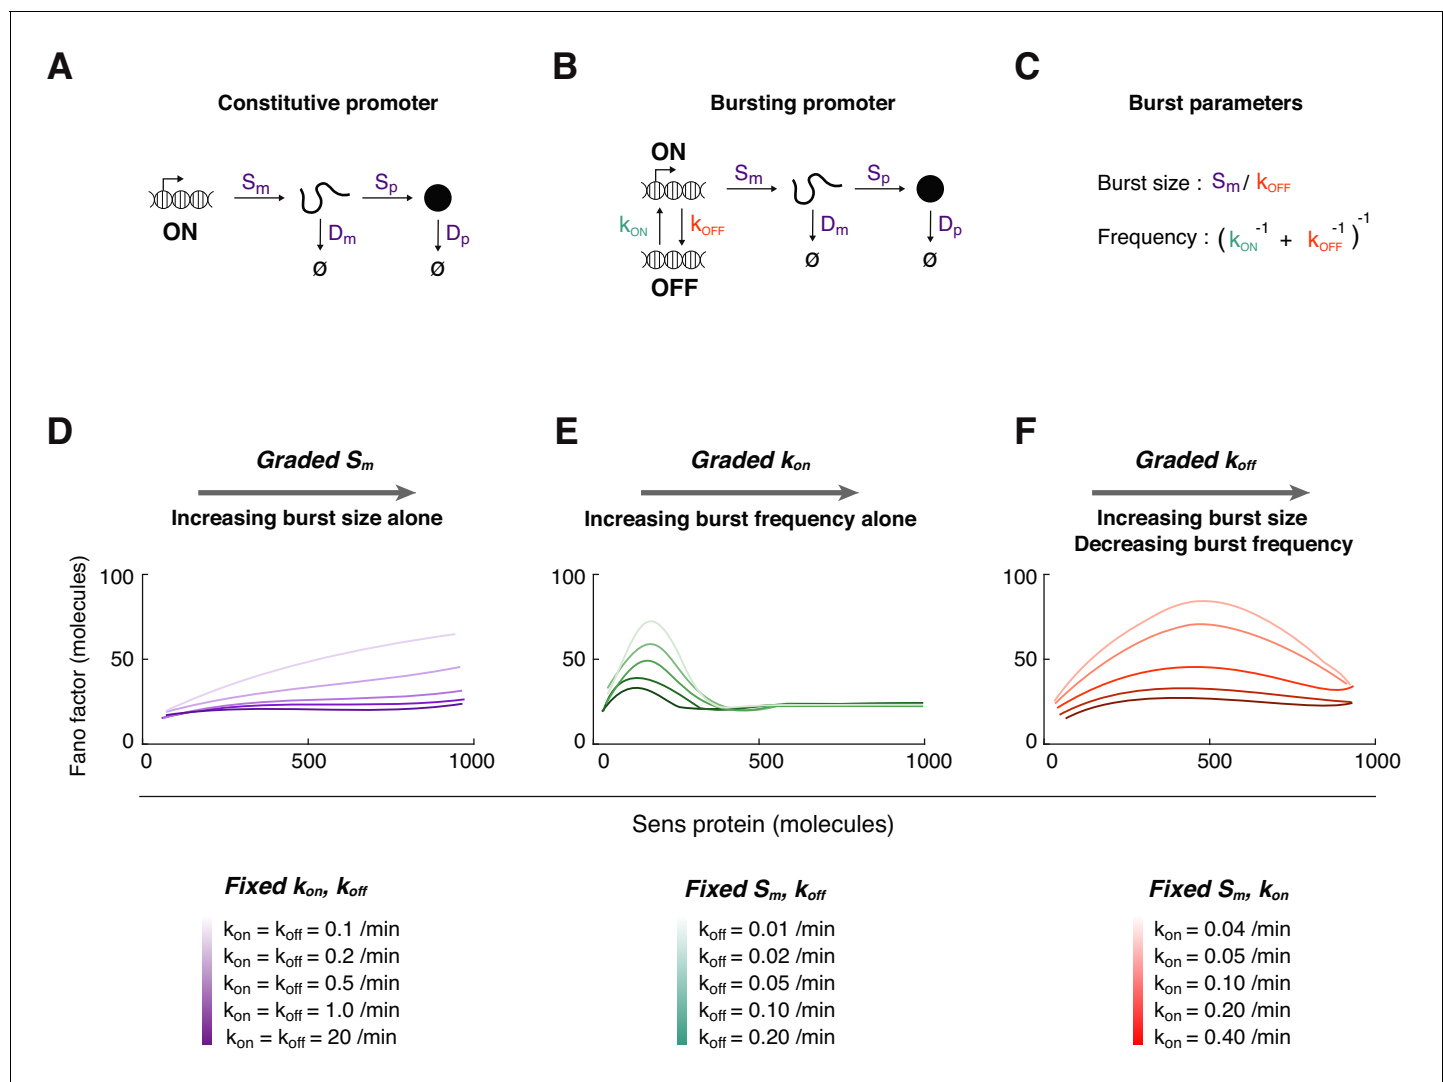 A
Constitutive promoter
ON
Sm
Sp
Dm
Dp
ø
ø
B
Bursting promoter
ON
kON
kOFF
OFF
Sm
Sp
Dm
Dp
ø
ø
C
Burst parameters
Burst size : Sm / kOFF
Frequency : (kON-1 + kOFF-1)-1
D
Graded Sm
Increasing burst size alone
Fano factor (molecules)
100
50
0
0
500
1000
E
Graded kon
Increasing burst frequency alone
100
50
0
0
500
1000
F
Graded koff
Increasing burst size
Decreasing burst frequency
100
50
0
0
500
1000
Sens protein (molecules)
Fixed kon, koff
kon = koff = 0.1 /min
kon = koff = 0.2 /min
kon = koff = 0.5 /min
kon = koff = 1.0 /min
kon = koff = 20 /min
Fixed Sm, koff
koff = 0.01 /min
koff = 0.02 /min
koff = 0.05 /min
koff = 0.10 /min
koff = 0.20 /min
Fixed Sm, kon
kon = 0.04 /min
kon = 0.05 /min
kon = 0.10 /min
kon = 0.20 /min
kon = 0.40 /min